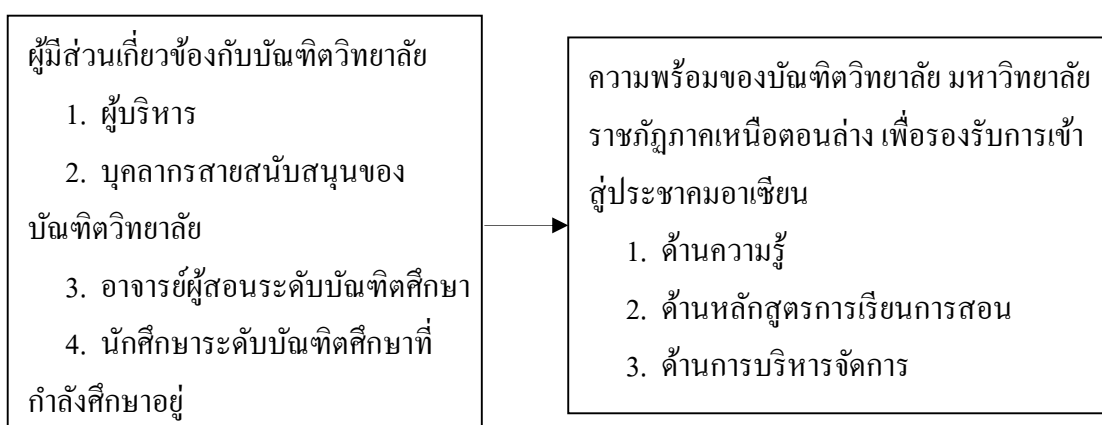 ผู้มีส่วนเกี่ยวข้องกับบัณฑิตวิทยาลัย
1. ผู้บริหาร
2. บุคลากรสายสนับสนุนของ
บัณฑิตวิทยาลัย
3. อาจารย์ผู้สอนระดับบัณฑิตศึกษา
4. นักศึกษาระดับบัณฑิตศึกษาที่
กำลังศึกษาอยู่
ความพร้อมของบัณฑิตวิทยาลัย มหาวิทยาลัย
ราชภัฏภาคเหนือตอนล่าง เพื่อรองรับการเข้า
สู่ประชาคมอาเซียน
1. ด้านความรู้
2. ด้านหลักสูตรการเรียนการสอน
3. ด้านการบริหารจัดการ